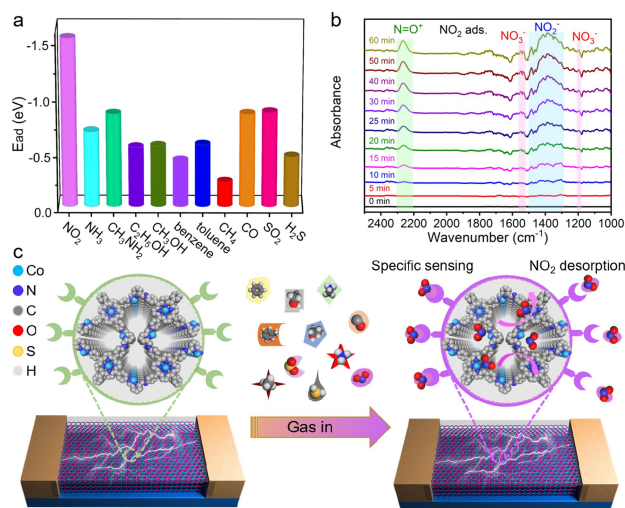 a
-1.5
-1.0
-0.5
0.0
Ead (eV)
NO2
NH3
CH3NH2
C2H5OH
CH3OH
benzene
toluene
CH4
CO
SO2
H2S
b
N=O+
NO2 ads.
NO3-
NO2-
NO3-
60 min
50 min
40 min
30 min
25 min
20 min
15 min
10 min
5 min
0 min
Absorbance
2400 2200 2000 1800 1600 1400 1200 1000
Wavenumber (cm-1)
c
Co
N
C
O
S
H
Gas in
Specific sensing
NO2 desorption